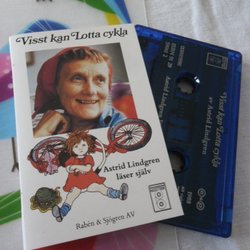 Visst kan Lotta cykla
Astrid Lindgren
läser själv
Rabén & Sjögren AV
Visst kan Lotta cykla
av Astrid Lindgren